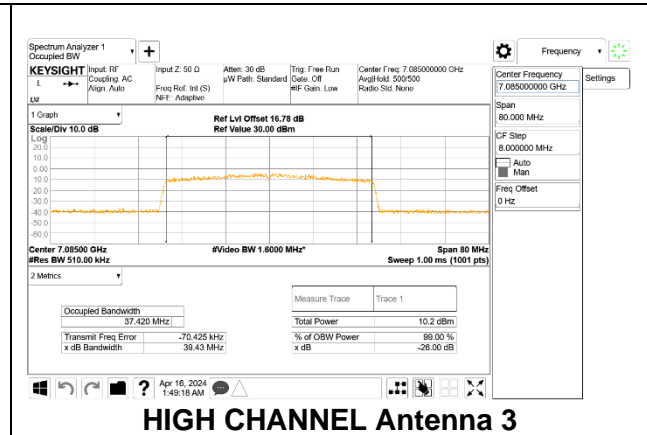 Spectrum Analyzer 1
Occupied BW
KEYSIGHT
Input: RF
Coupling: AC
Align: Auto
Input Z: 50 Ω
Freq Ref: Int (S)
NFE: Adaptive
Atten: 30 dB
µW Path: Standard
Trig: Free Run
Gate: Off
#IF Gain: Low
Center Freq: 7.085000000 GHz
Avg|Hold: 500/500
Radio Std: None
Frequency
Center Frequency
7.085000000 GHz
Settings
Span
80.000 MHz
CF Step
8.000000 MHz
Auto
Man
Freq Offset
0 Hz
1 Graph
Scale/Div 10.0 dB
Ref Lvl Offset 16.78 dB
Ref Value 30.00 dBm
Log
20.0
10.0
0.00
-10.0
-20.0
-30.0
-40.0
-50.0
-60.0
Center 7.08500 GHz
#Video BW 1.6000 MHz*
Span 80 MHz
#Res BW 510.00 kHz
Sweep 1.00 ms (1001 pts)
2 Metrics
Measure Trace Trace 1
Occupied Bandwidth
37.420 MHz
Total Power 10.2 dBm
Transmit Freq Error -70.425 kHz
% of OBW Power 99.00 %
x dB Bandwidth 39.43 MHz
x dB -26.00 dB
Apr 16, 2024
1:49:18 AM
HIGH CHANNEL Antenna 3